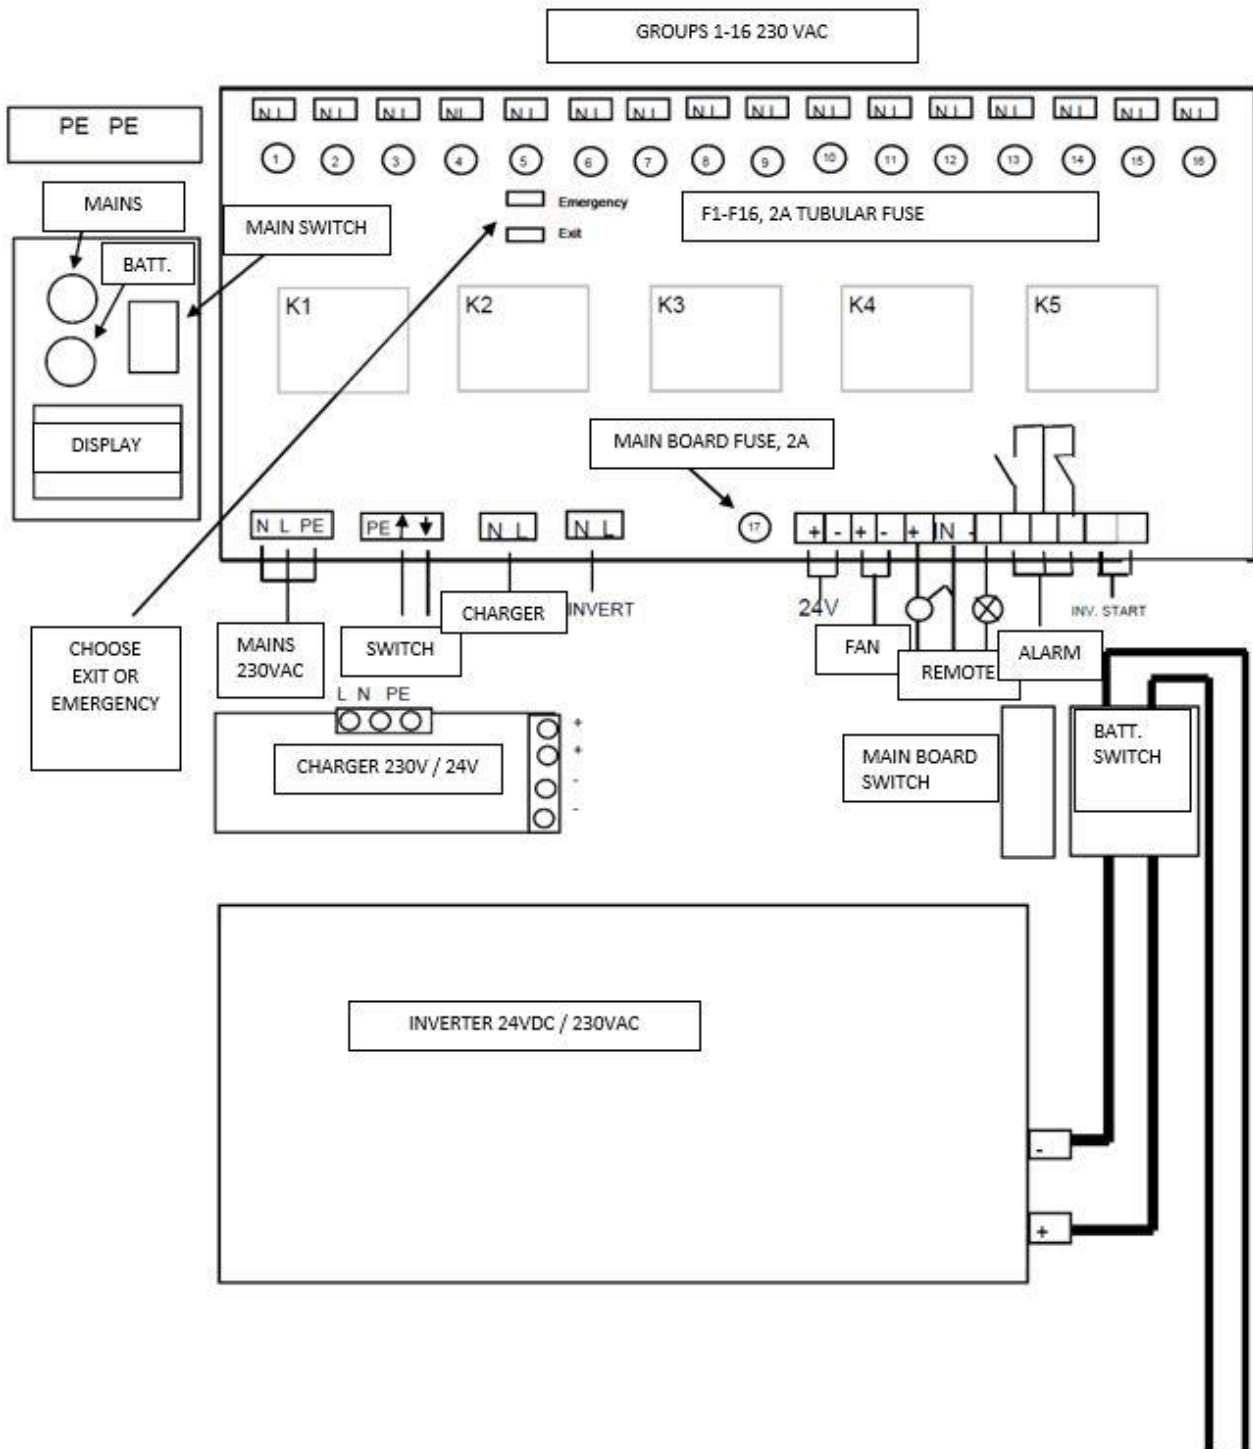 GROUPS 1-16 230 VAC
N L N L N L NL N L N L N L N L N L N L N L N L N L N L N L N L
PE PE
1 2 3 4 5 6 7 8 9 10 11 12 13 14 15 16
MAINS
Emergency
F1-F16, 2A TUBULAR FUSE
MAIN SWITCH
Exit
BATT.
K1 K2 K3 K4 K5
DISPLAY
MAIN BOARD FUSE, 2A
N L PE
PE
N L
N L
17
+ - + - + IN -
24V
CHARGER
INVERT
INV. START
CHOOSE
EXIT OR
EMERGENCY
MAINS
230VAC
SWITCH
FAN
REMOTE
ALARM
L N PE
+
+
-
-
CHARGER 230V / 24V
MAIN BOARD
SWITCH
BATT.
SWITCH
INVERTER 24VDC / 230VAC
-
+